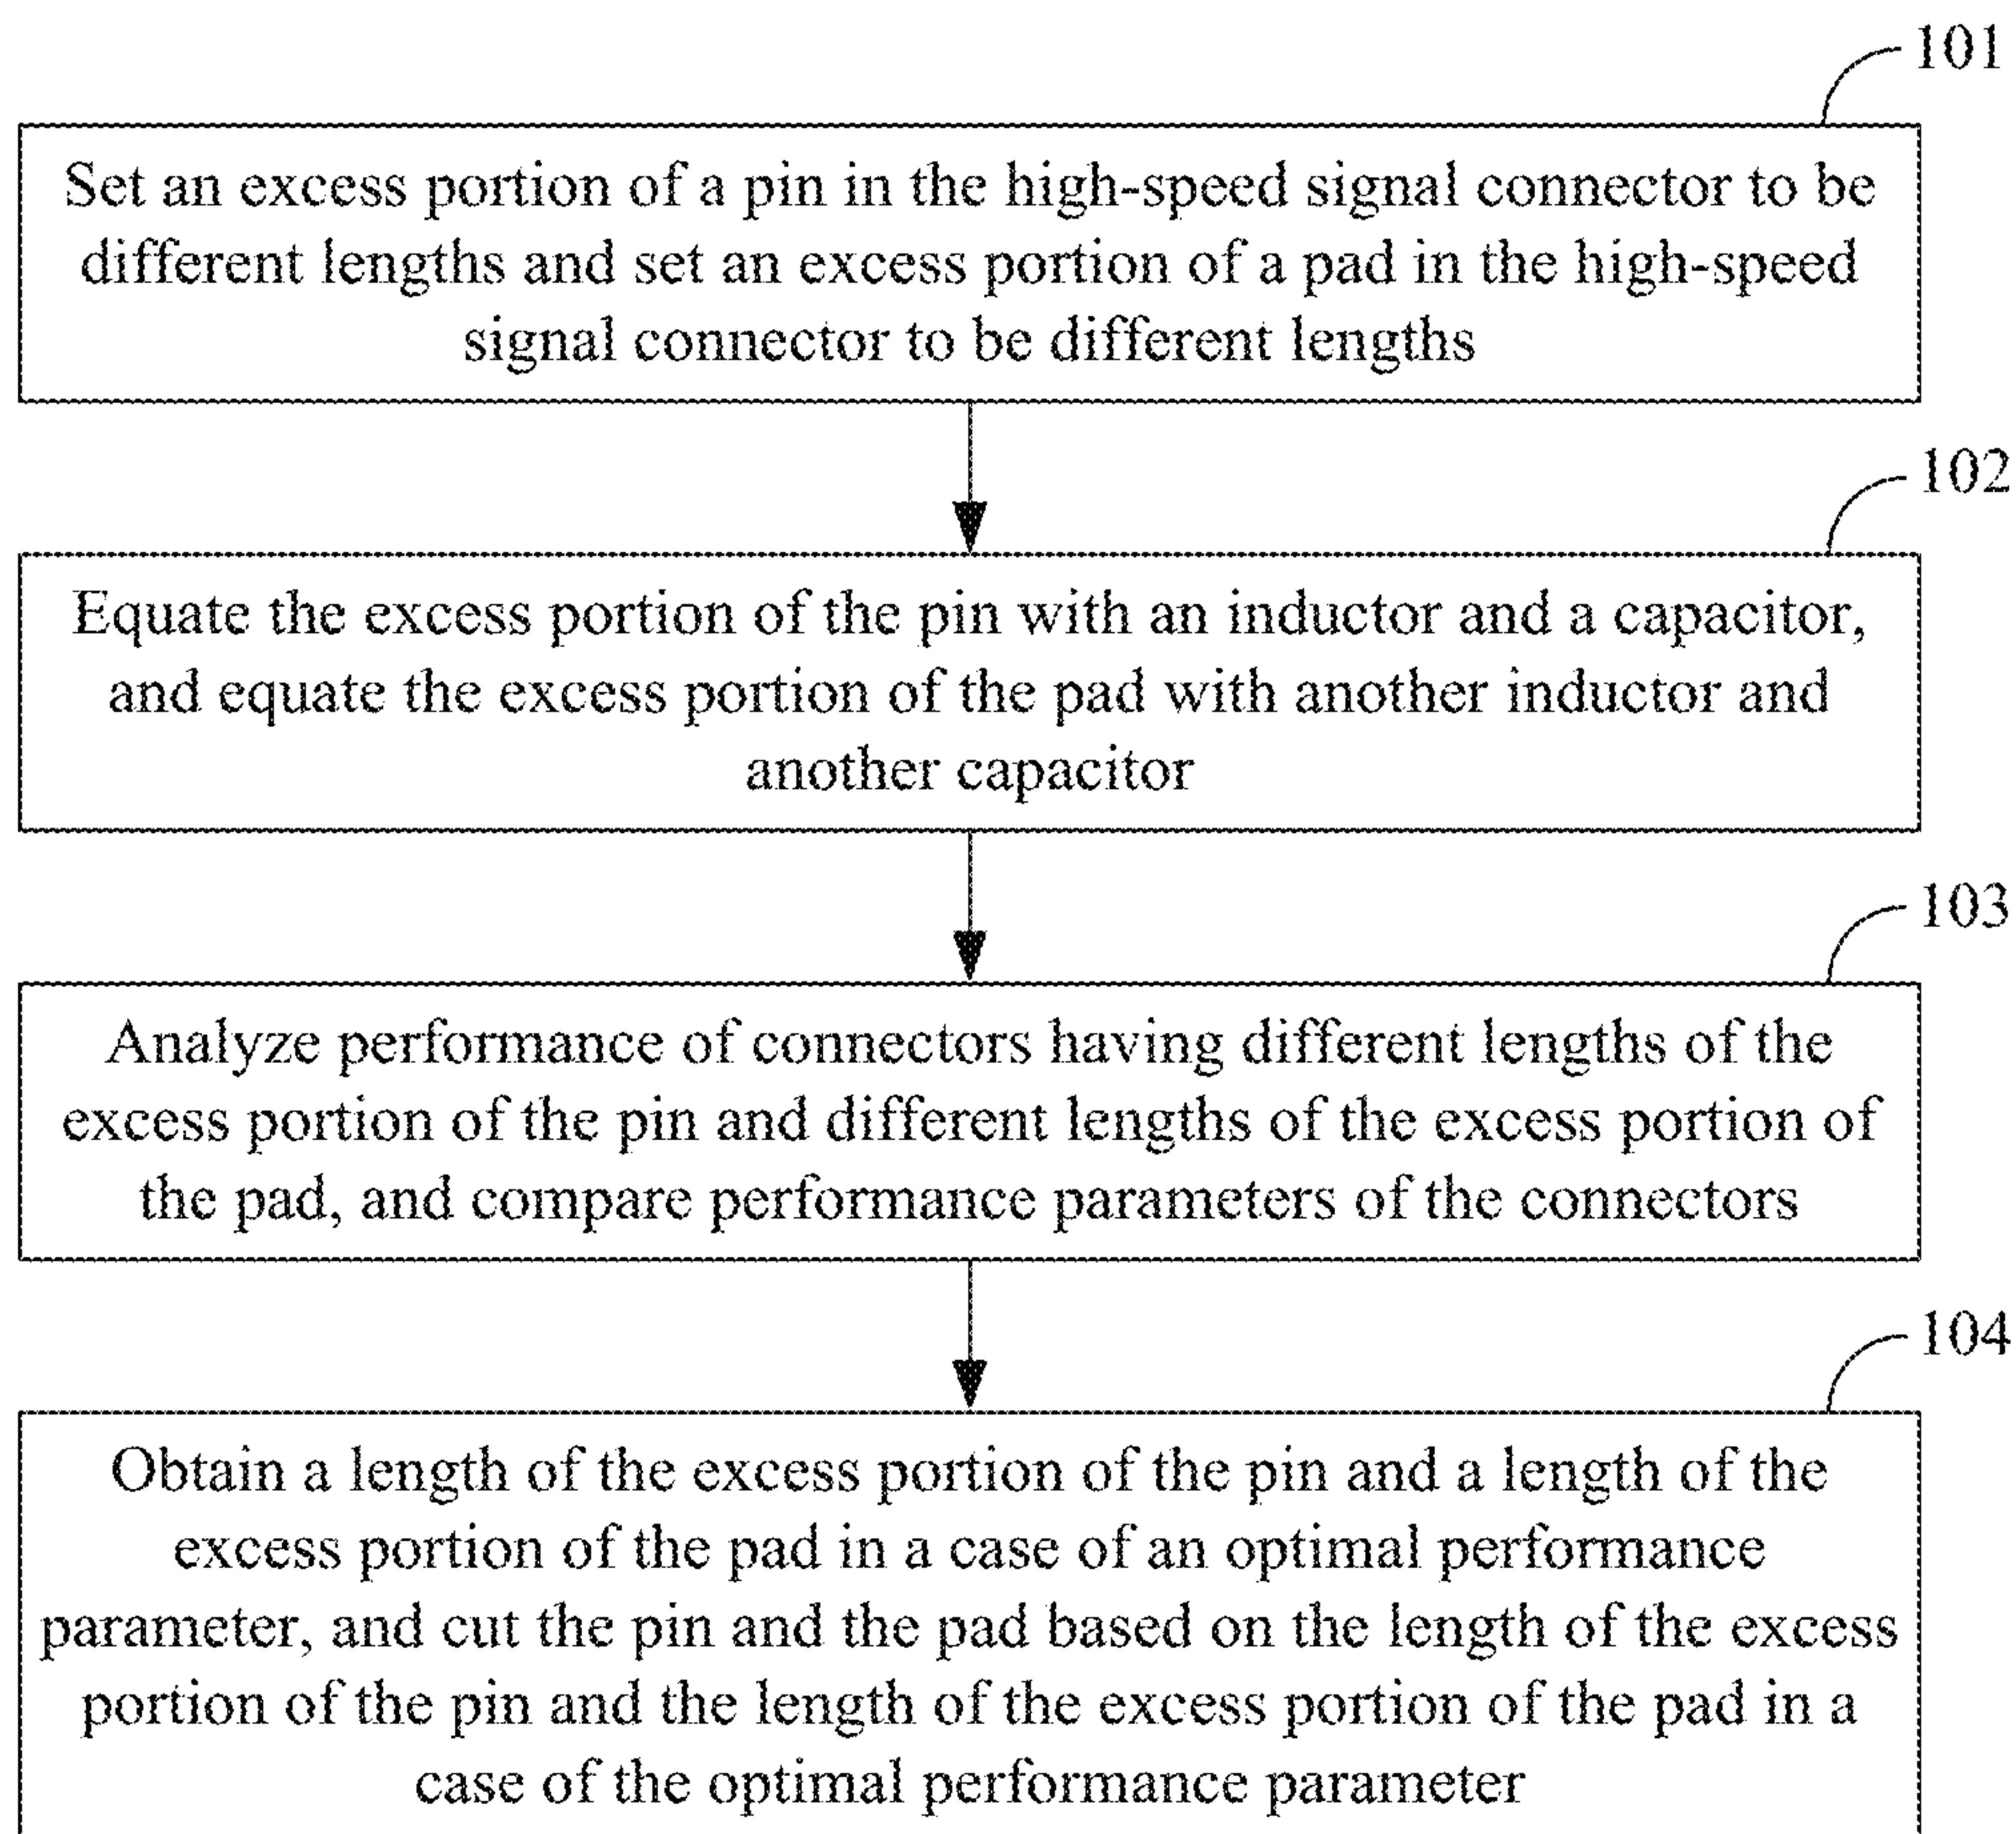 101
Set an excess portion of a pin in the high-speed signal connector to be
different lengths and set an excess portion of a pad in the high-speed
signal connector to be different lengths
102
Equate the excess portion of the pin with an inductor and a capacitor,
and equate the excess portion of the pad with another inductor and
another capacitor
103
Analyze performance of connectors having different lengths of the
excess portion of the pin and different lengths of the excess portion of
the pad, and compare performance parameters of the connectors
104
Obtain a length of the excess portion of the pin and a length of the
excess portion of the pad in a case of an optimal performance
parameter, and cut the pin and the pad based on the length of the excess
portion of the pin and the length of the excess portion of the pad in a
case of the optimal performance parameter